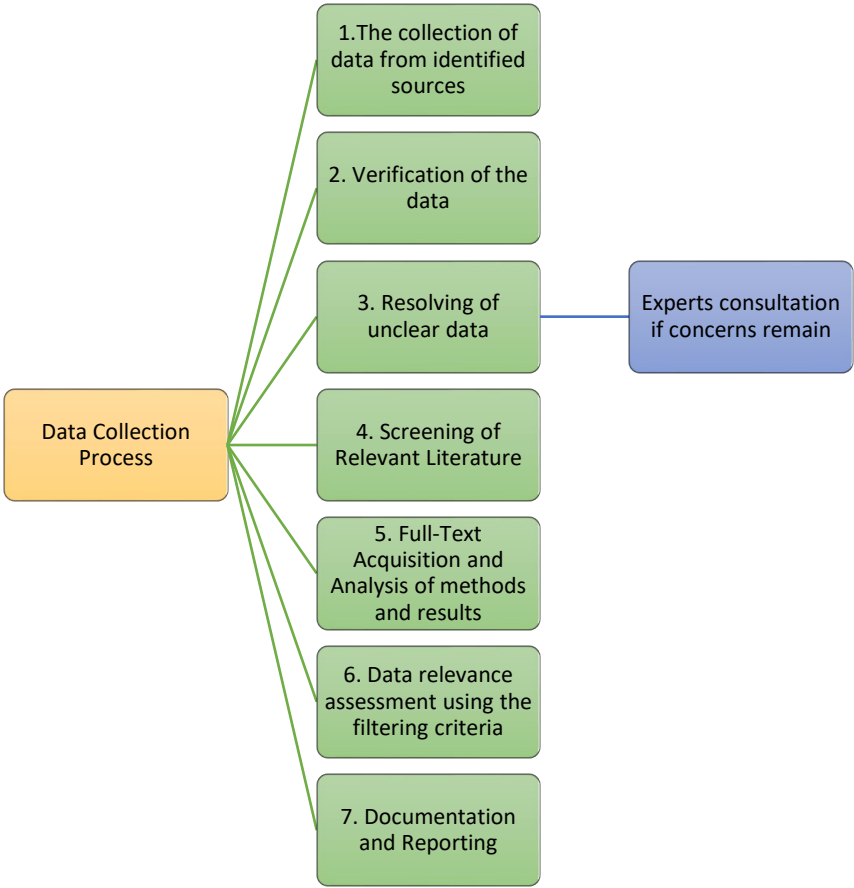 1.The collection of
data from identified
sources
2. Verification of the
data
3. Resolving of
unclear data
Experts consultation
if concerns remain
Data Collection
Process
4. Screening of
Relevant Literature
5. Full-Text
Acquisition and
Analysis of methods
and results
6. Data relevance
assessment using the
filtering criteria
7. Documentation
and Reporting